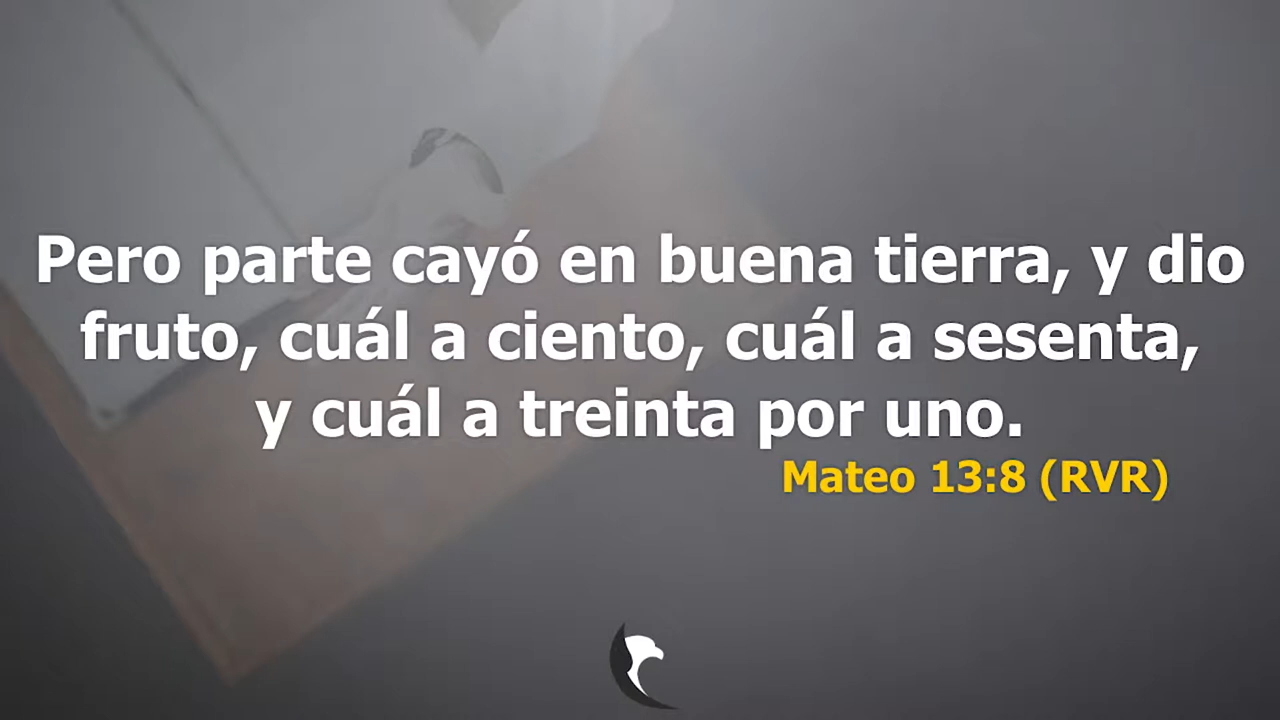 Pero parte cayó en buena tierra, y dio
fruto, cuál a ciento, cuál a sesenta,
y cuál a treinta por uno.
Mateo 13:8 (RVR)